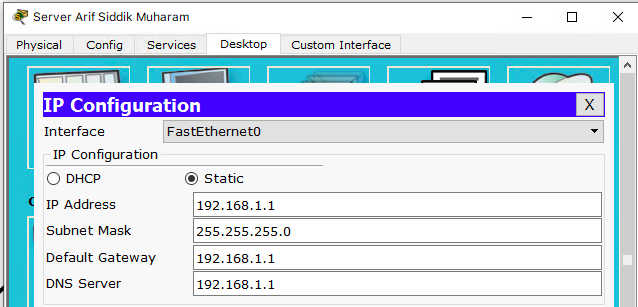 Server Arif Siddik Muharam
Physical Config Services Desktop Custom Interface
IP Configuration X
Interface FastEthernet0
IP Configuration
DHCP Static
IP Address 192.168.1.1
Subnet Mask 255.255.255.0
Default Gateway 192.168.1.1
DNS Server 192.168.1.1